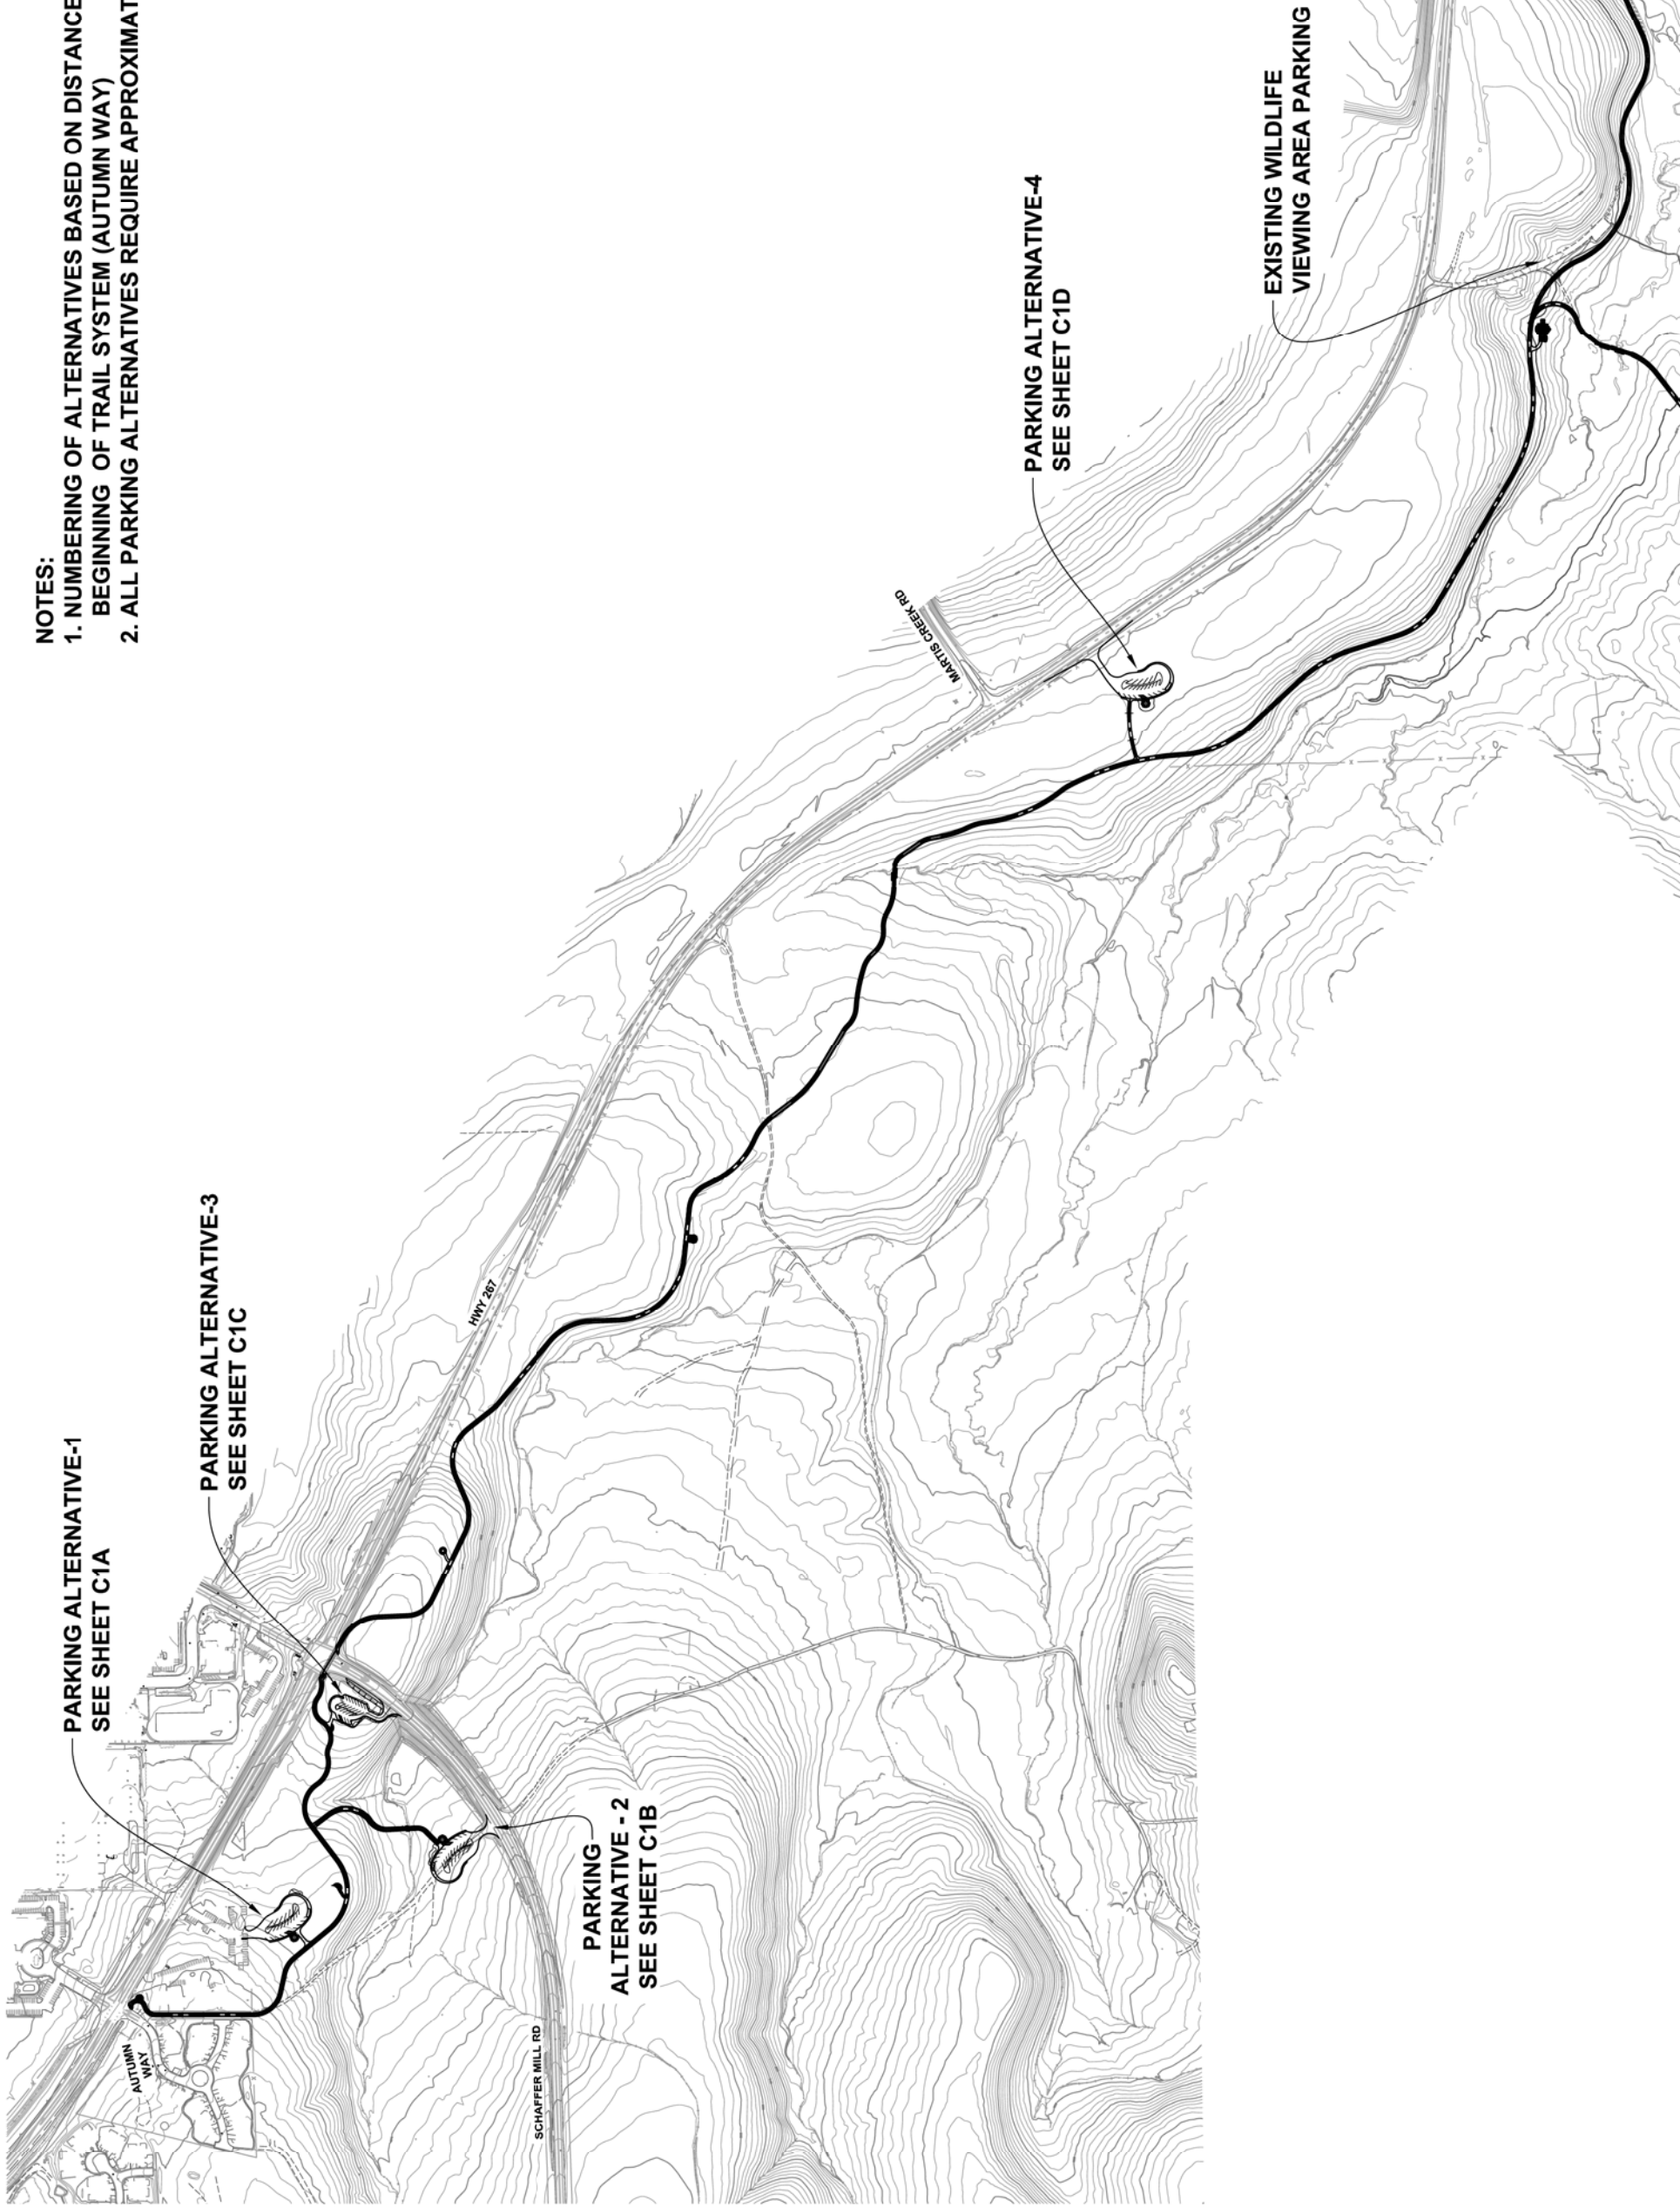 NOTES:
1. NUMBERING OF ALTERNATIVES BASED ON DISTANCE
BEGINNING OF TRAIL SYSTEM (AUTUMN WAY)
2. ALL PARKING ALTERNATIVES REQUIRE
PARKING ALTERNATIVE-1
SEE SHEET C1A
PARKING ALTERNATIVE-3
SEE SHEET C1C
PARKING ALTERNATIVE-4
SEE SHEET C1D
EXISTING WILDLIFE
VIEWING AREA PARKING
MARTIS CREEK RD
HWY 267
AUTUMN
WAY
PARKING
ALTERNATIVE - 2
SEE SHEET C1B
SCHAFFER MILL RD